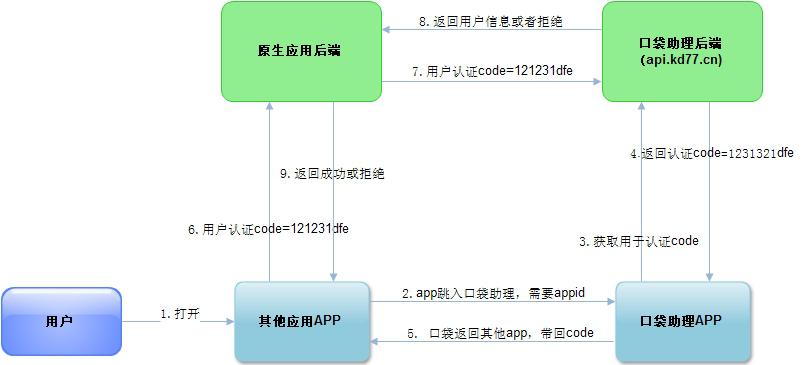 8.返回用户信息或者拒绝
原生应用后端
口袋助理后端
(api.kd77.cn)
7.用户认证code=121231dfe
4.返回认证code=1231321dfe
9.返回成功或拒绝
6.用户认证code=121231dfe
3.获取用于认证code
2.app跳入口袋助理，需要appid
用户
1.打开
其他应用APP
口袋助理APP
5. 口袋返回其他app，带回code